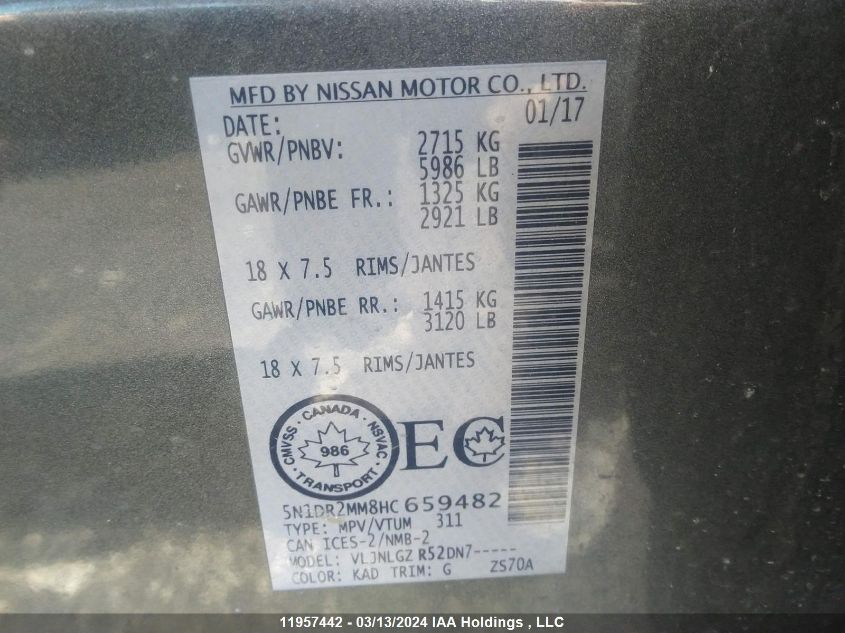 MFD BY NISSAN MOTOR CO., LTD.
DATE: 01/17
GVWR/PNBV: 2715 KG
5986 LB
GAWR/PNBE FR.: 1325 KG
2921 LB
18 X 7.5 RIMS/JANTES
GAWR/PNBE RR.: 1415 KG
3120 LB
18 X 7.5 RIMS/JANTES
CANADA
CMVSS · NSVAC
986
TRANSPORT
EC
5N1DR2MM8HC659482
TYPE: MPV/VTUM 311
CAN ICES-2/NMB-2
MODEL: VLJNLGZ R52DN7-----
COLOR: KAD TRIM: G ZS70A
11957442 - 03/13/2024 IAA Holdings , LLC